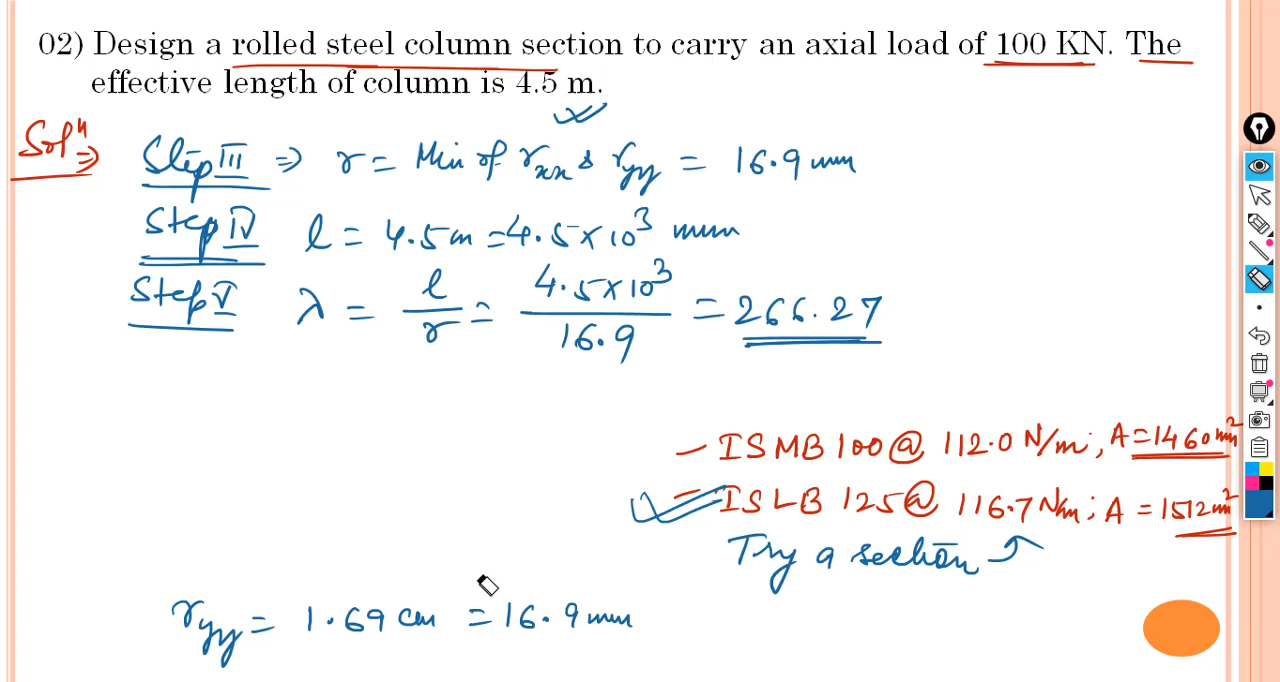 02) Design a rolled steel column section to carry an axial load of 100 KN. The
effective length of column is 4.5 m.
Solⁿ ⇒
Step III ⇒ r = Min of rxx & ryy = 16.9 mm
Step IV l = 4.5m = 4.5×10³ mm
Step V λ = l/r = 4.5×10³/16.9 = 266.27
– ISMB 100 @ 112.0 N/m, A = 1460 mm²
– ISLB 125 @ 116.7 N/m; A = 1512 mm²
Try a section
ryy = 1.69 cm = 16.9 mm